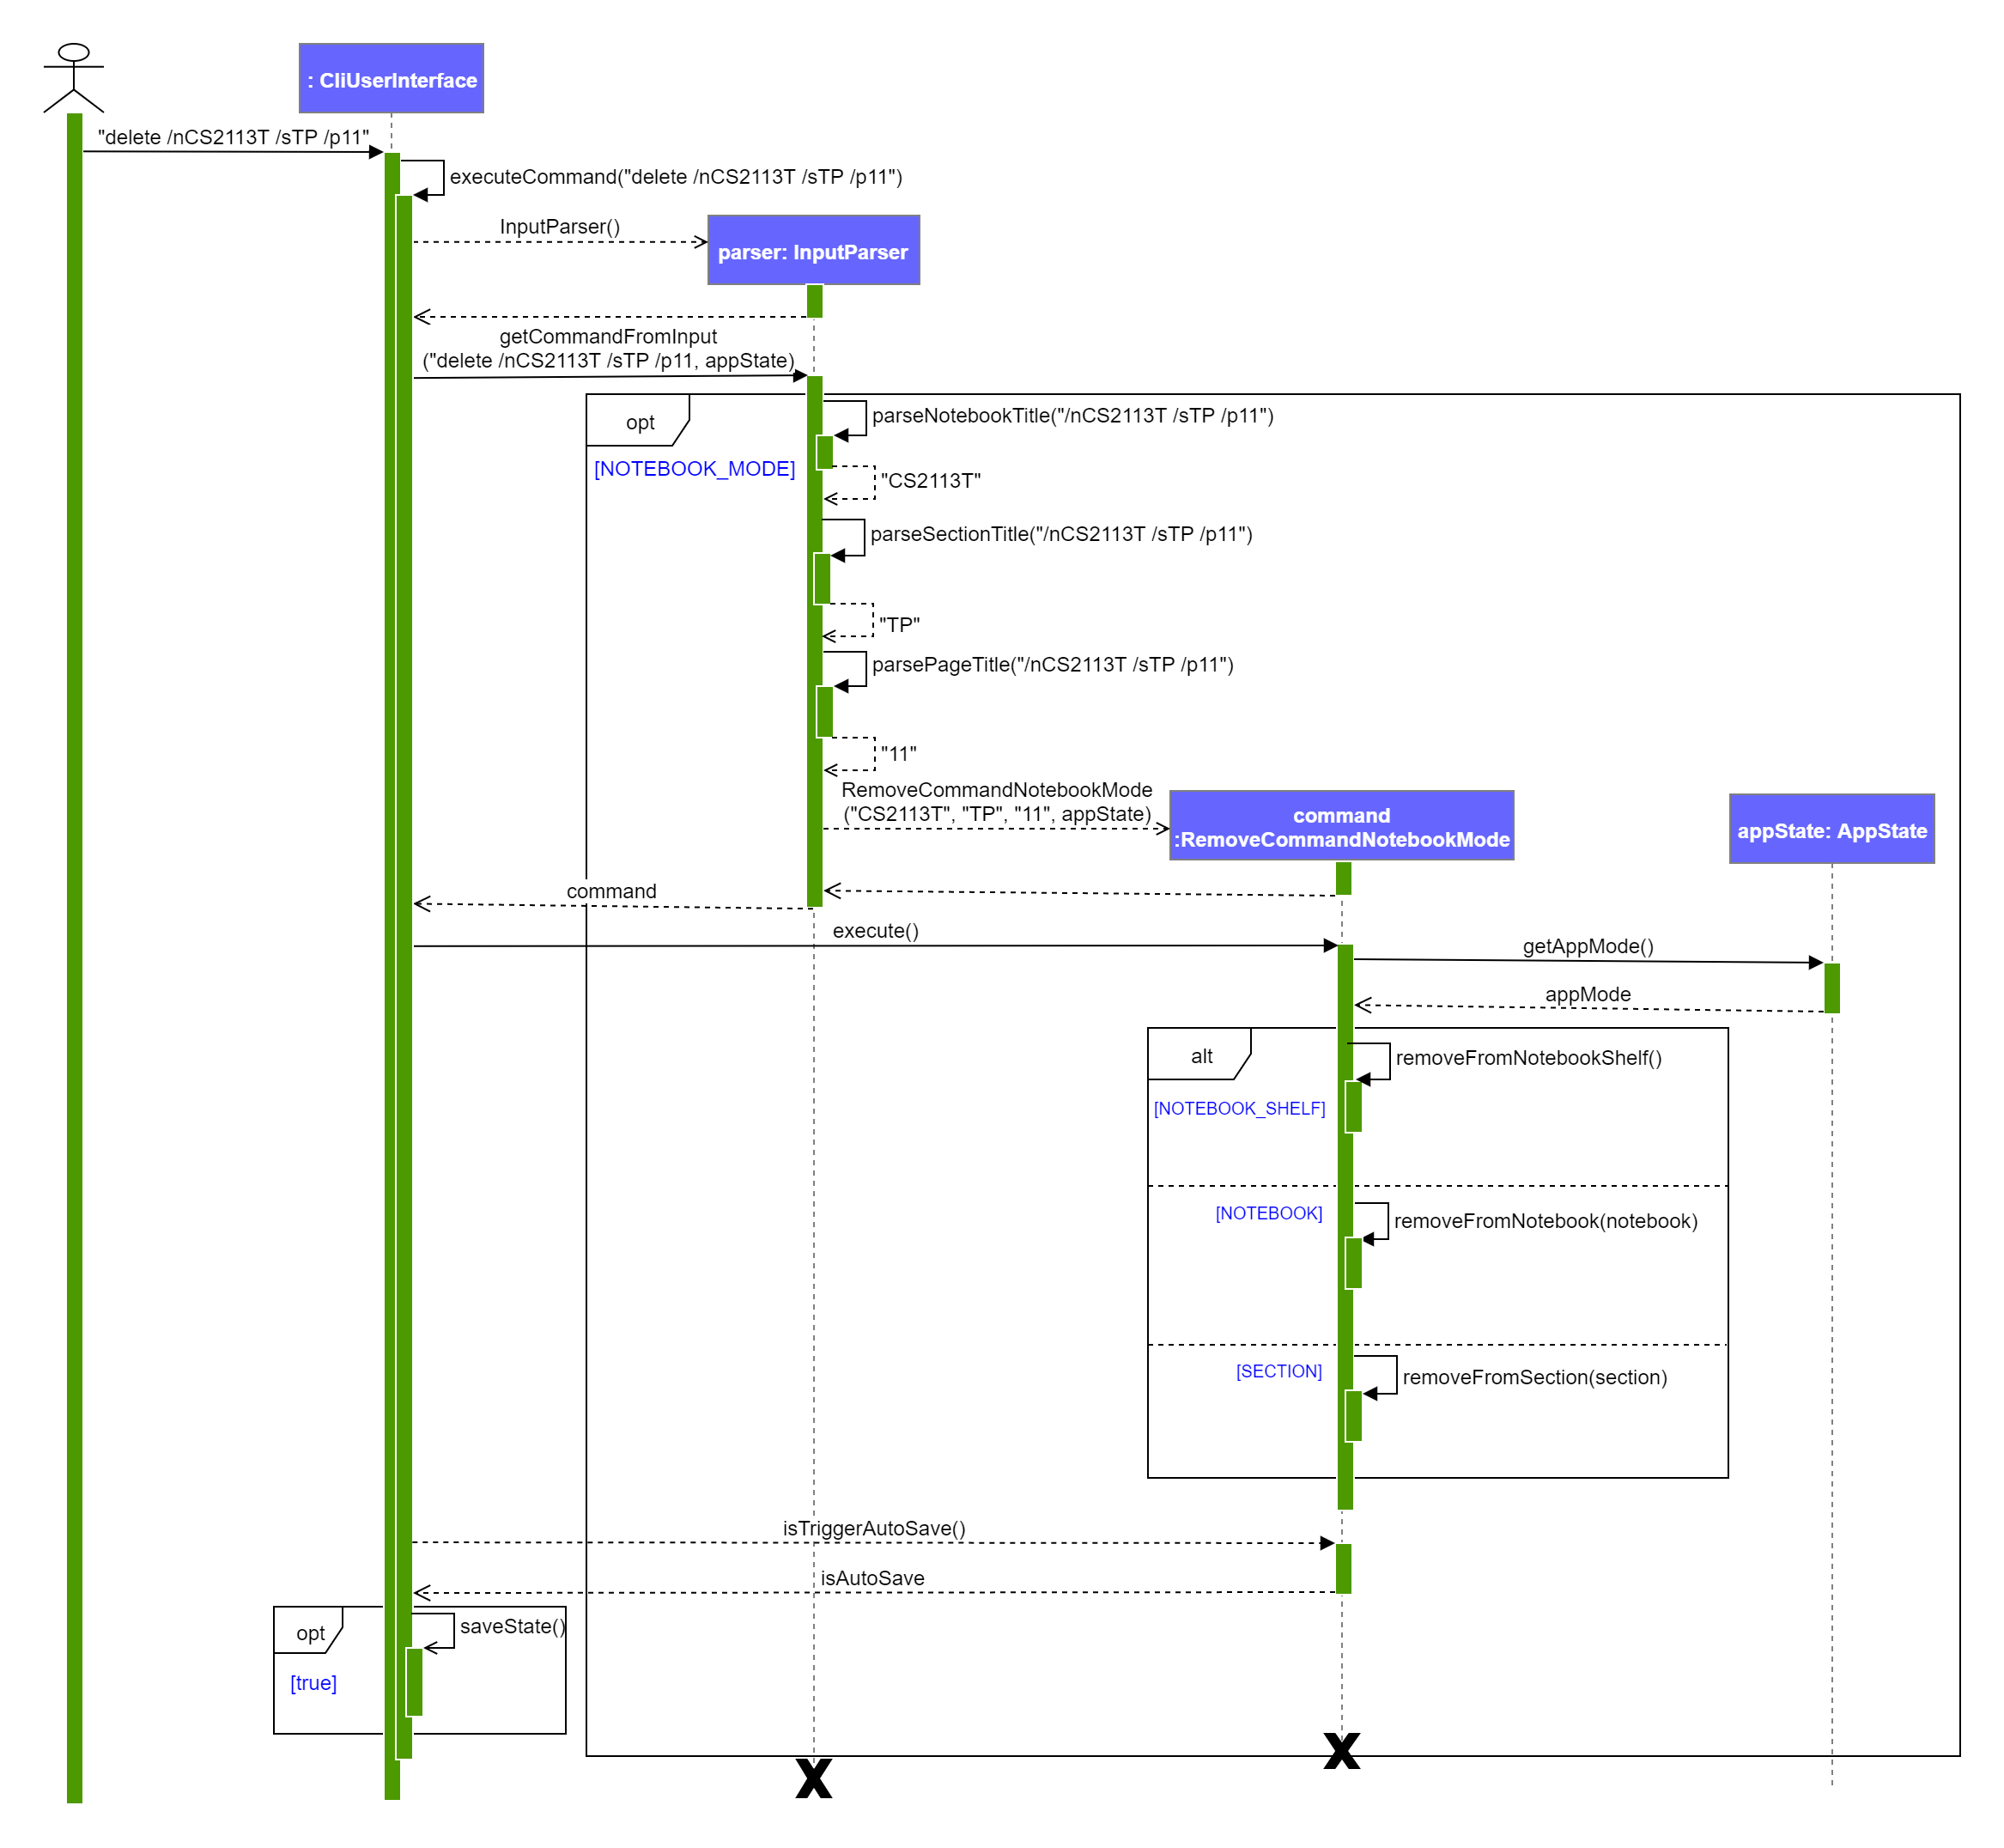 : CliUserInterface
"delete /nCS2113T /sTP /p11"
executeCommand("delete /nCS2113T /sTP /p11")
InputParser()
parser: InputParser
getCommandFromInput
("delete /nCS2113T /sTP /p11, appState)
opt
[NOTEBOOK_MODE]
parseNotebookTitle("/nCS2113T /sTP /p11")
"CS2113T"
parseSectionTitle("/nCS2113T /sTP /p11")
"TP"
parsePageTitle("/nCS2113T /sTP /p11")
"11"
RemoveCommandNotebookMode
("CS2113T", "TP", "11", appState)
command
:RemoveCommandNotebookMode
appState: AppState
command
execute()
getAppMode()
appMode
alt
[NOTEBOOK_SHELF]
removeFromNotebookShelf()
[NOTEBOOK]
removeFromNotebook(notebook)
[SECTION]
removeFromSection(section)
isTriggerAutoSave()
isAutoSave
opt
[true]
saveState()